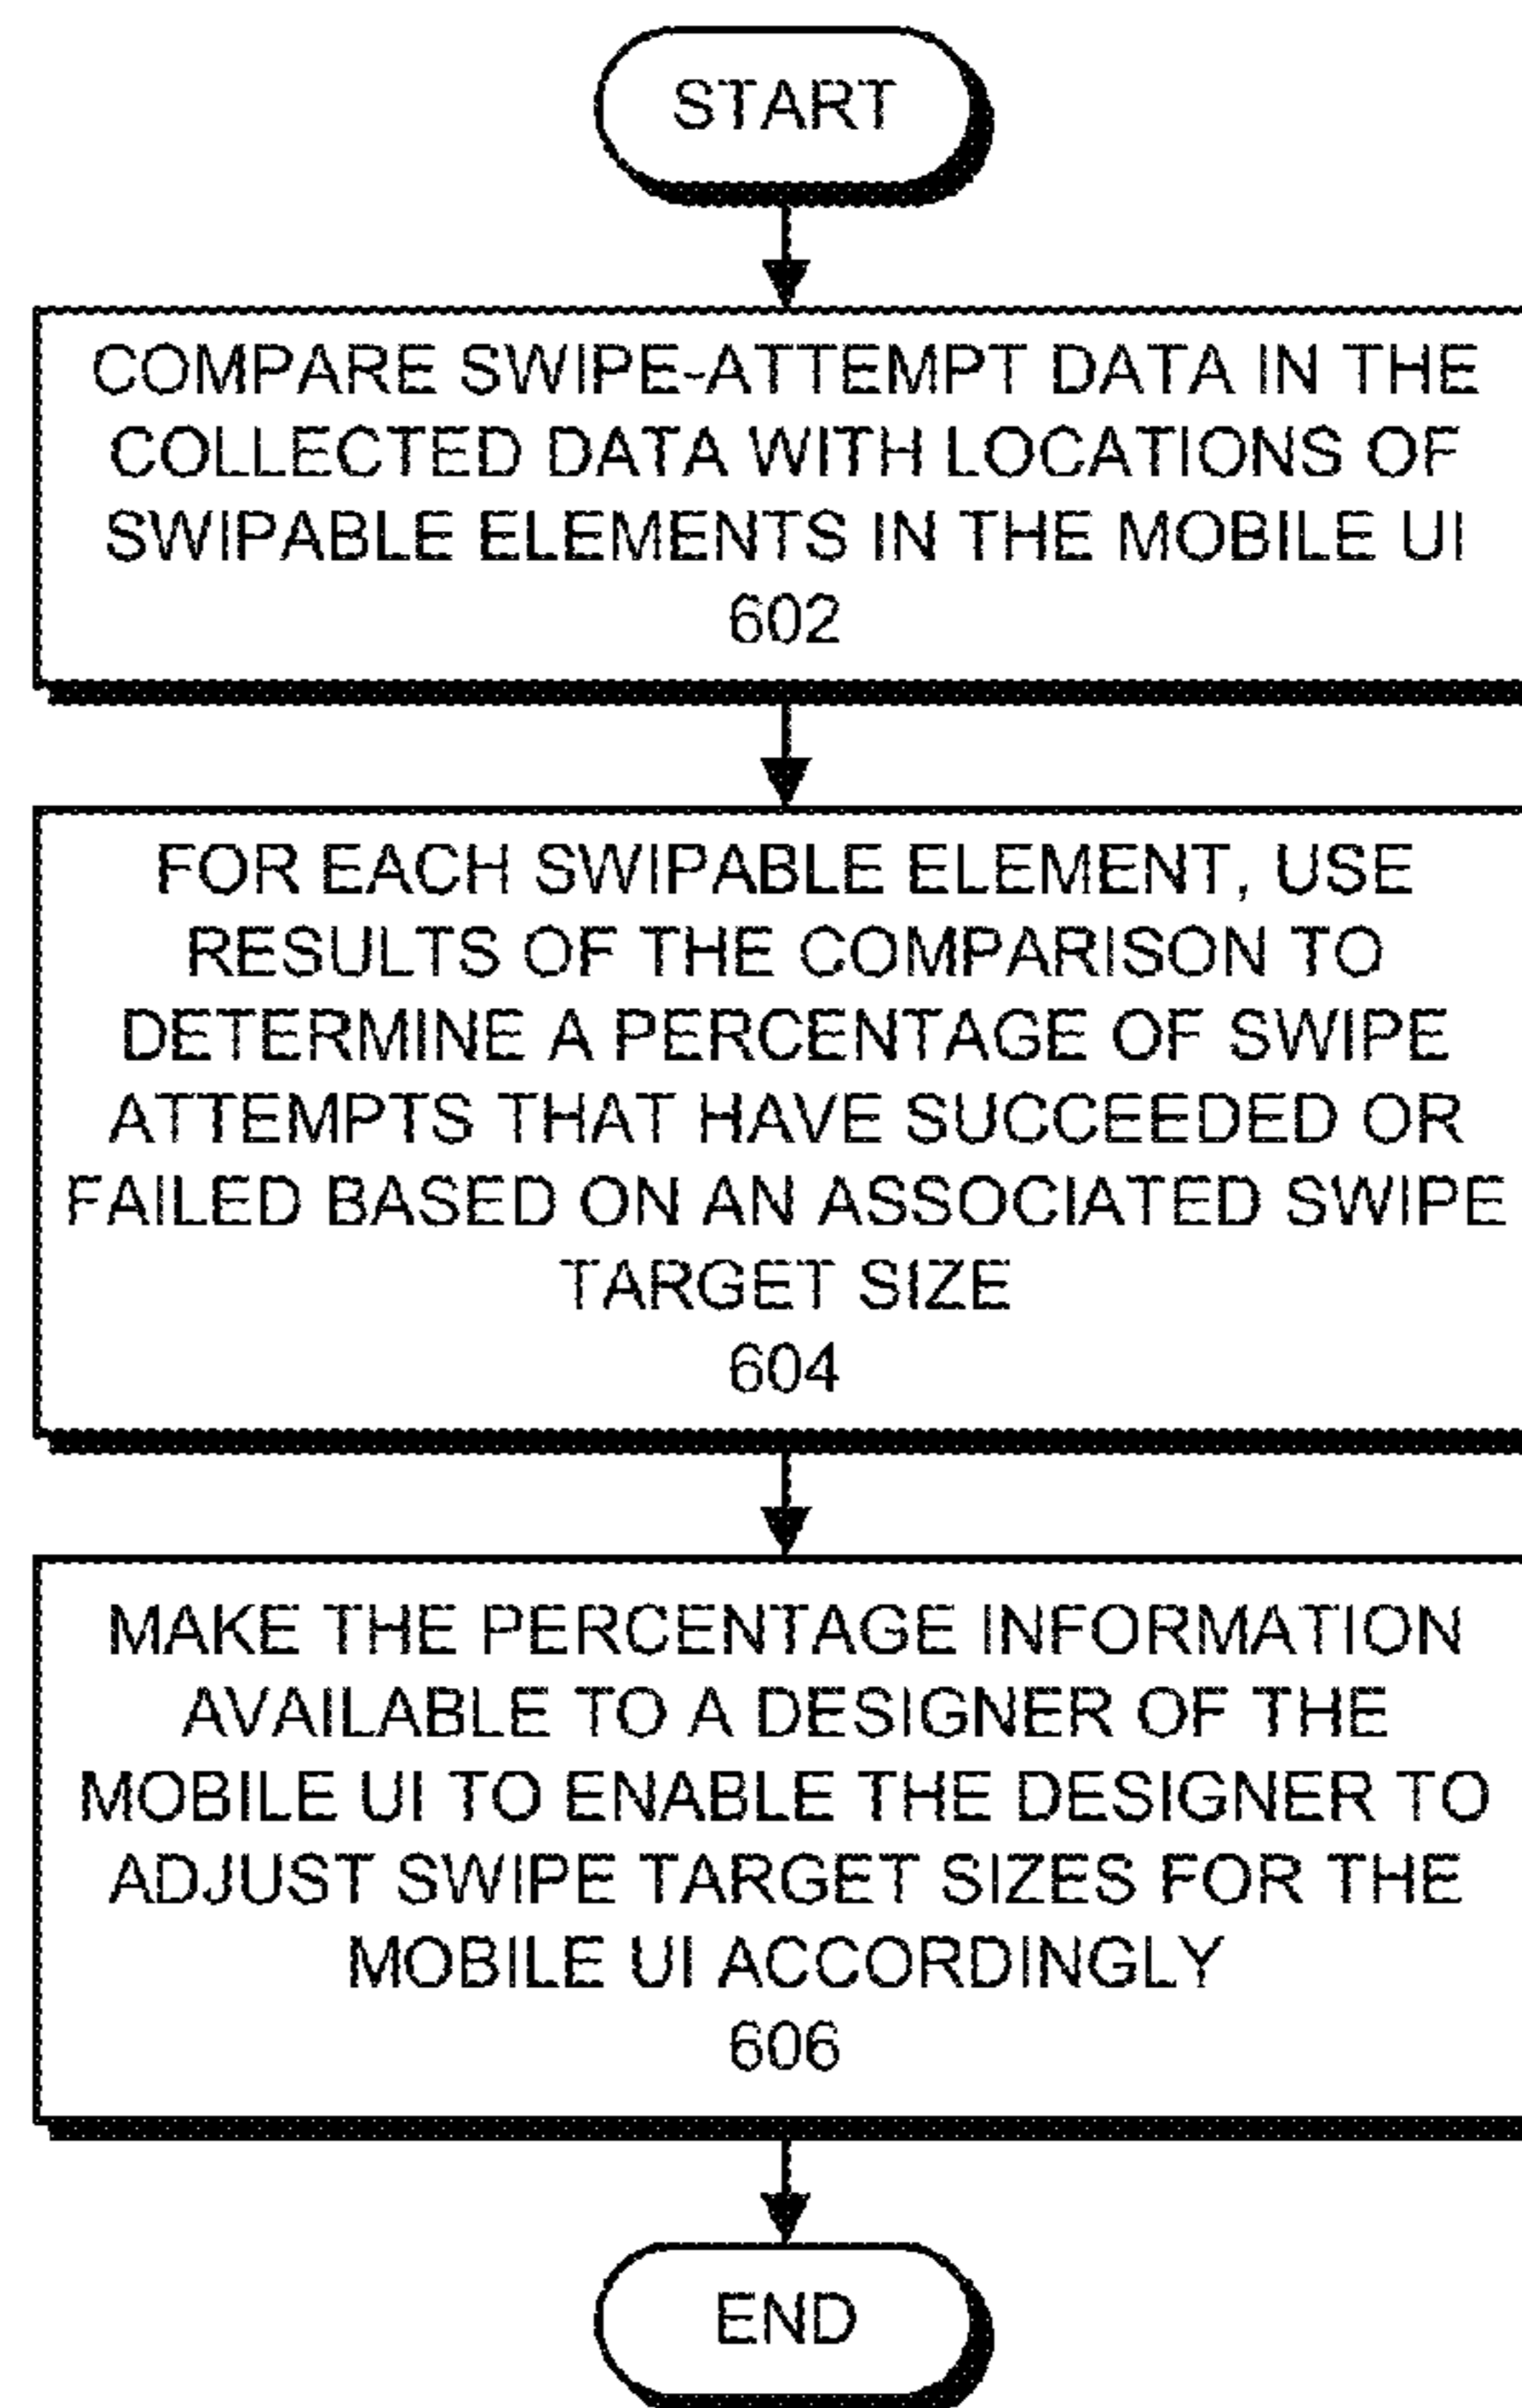 START
COMPARE SWIPE-ATTEMPT DATA IN THE
COLLECTED DATA WITH LOCATIONS OF
SWIPABLE ELEMENTS IN THE MOBILE UI
602
FOR EACH SWIPABLE ELEMENT, USE
RESULTS OF THE COMPARISON TO
DETERMINE A PERCENTAGE OF SWIPE
ATTEMPTS THAT HAVE SUCCEEDED OR
FAILED BASED ON AN ASSOCIATED SWIPE
TARGET SIZE
604
MAKE THE PERCENTAGE INFORMATION
AVAILABLE TO A DESIGNER OF THE
MOBILE UI TO ENABLE THE DESIGNER TO
ADJUST SWIPE TARGET SIZES FOR THE
MOBILE UI ACCORDINGLY
606
END